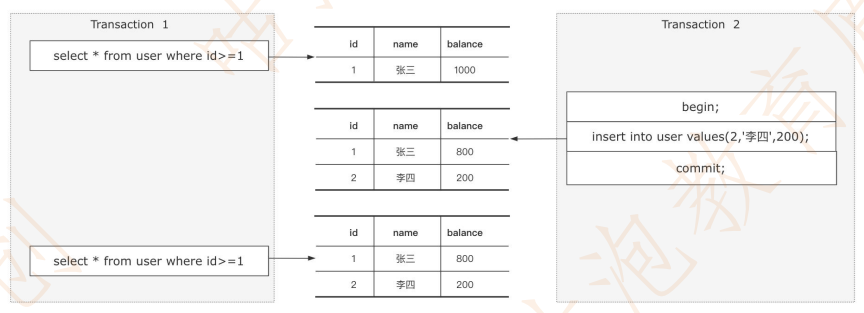 Transaction 1
Transaction 2
select * from user where id>=1
id name balance
1 张三 1000
begin;
insert into user values(2,'李四',200);
commit;
id name balance
1 张三 800
2 李四 200
select * from user where id>=1
id name balance
1 张三 800
2 李四 200